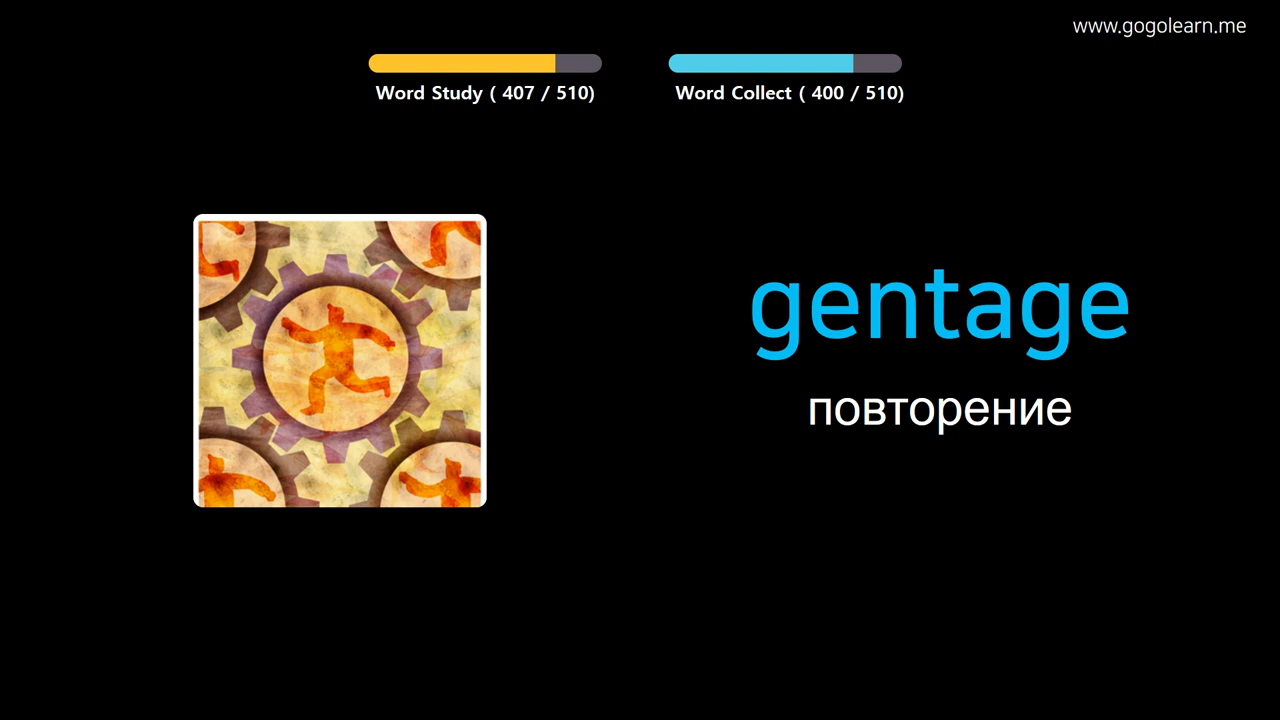 www.gogolearn.me
Word Study ( 407 / 510)
Word Collect ( 400 / 510)
gentage
повторение